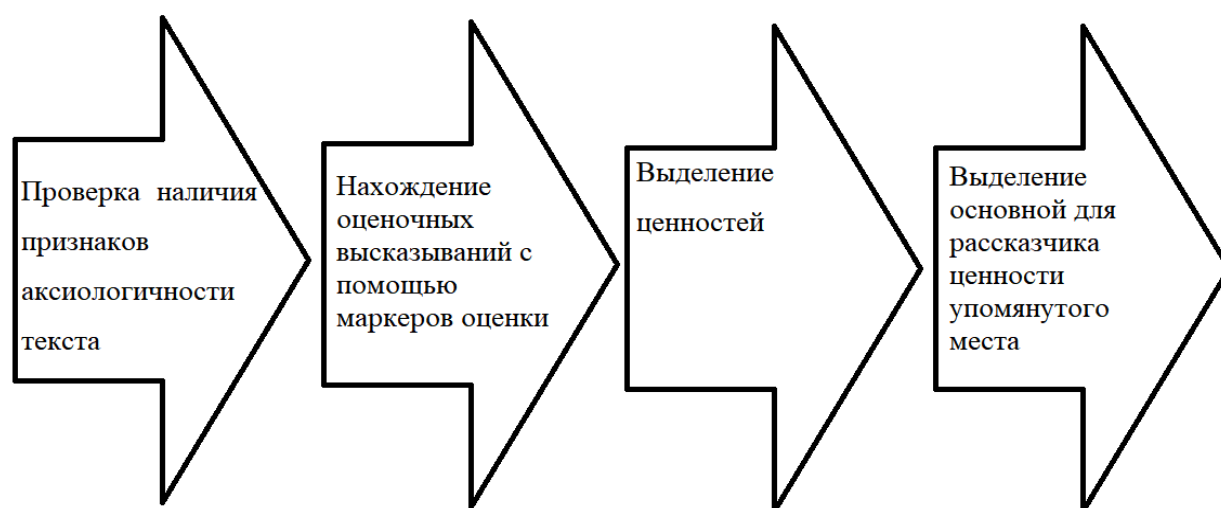 Проверка наличия
признаков
аксиологичности
текста
Нахождение
оценочных
высказываний с
помощью
маркеров оценки
Выделение
ценностей
Выделение
основной для
рассказчика
ценности
упомянутого
места